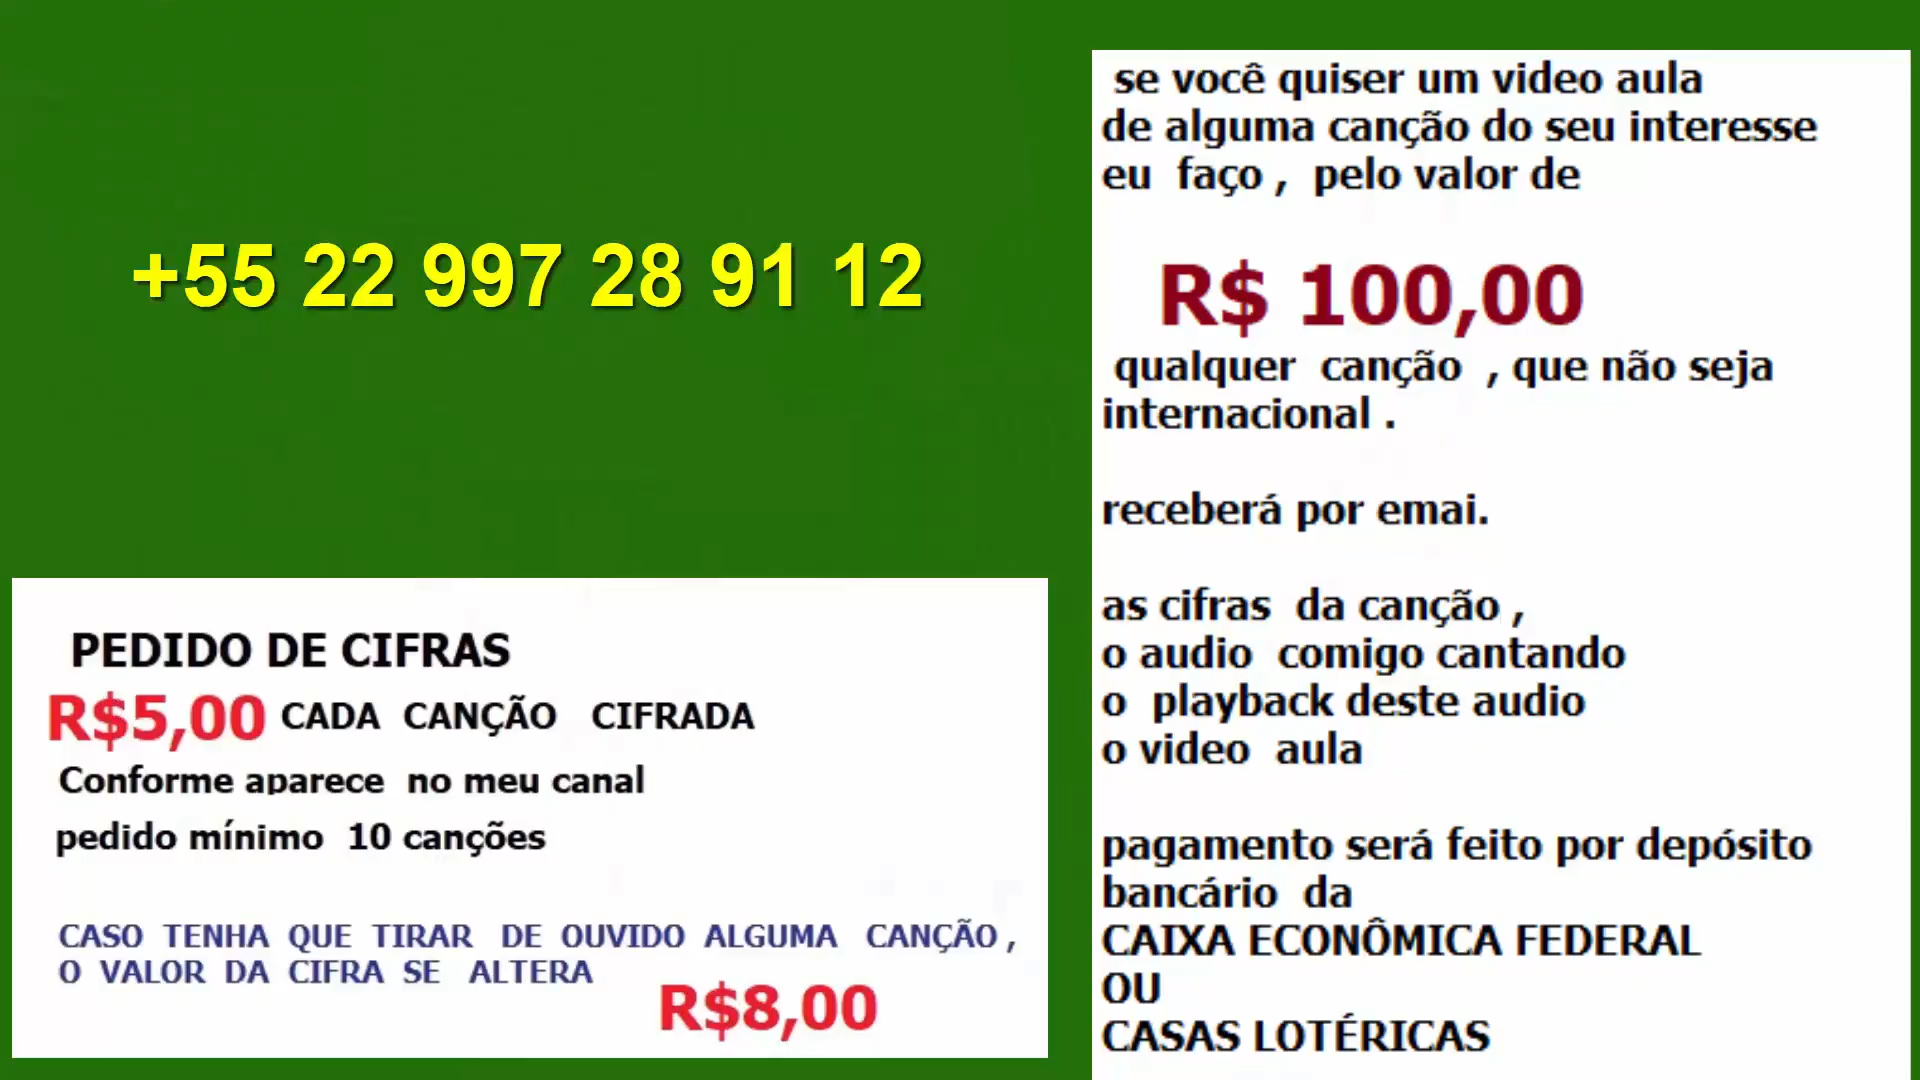 +55 22 997 28 91 12
PEDIDO DE CIFRAS
R$5,00 CADA CANÇÃO CIFRADA
Conforme aparece no meu canal
pedido mínimo 10 canções
CASO TENHA QUE TIRAR DE OUVIDO ALGUMA CANÇÃO,
O VALOR DA CIFRA SE ALTERA
R$8,00
se você quiser um video aula
de alguma canção do seu interesse
eu faço , pelo valor de
R$ 100,00
qualquer canção , que não seja
internacional .
receberá por emai.
as cifras da canção ,
o audio comigo cantando
o playback deste audio
o video aula
pagamento será feito por depósito
bancário da
CAIXA ECONÔMICA FEDERAL
OU
CASAS LOTÉRICAS